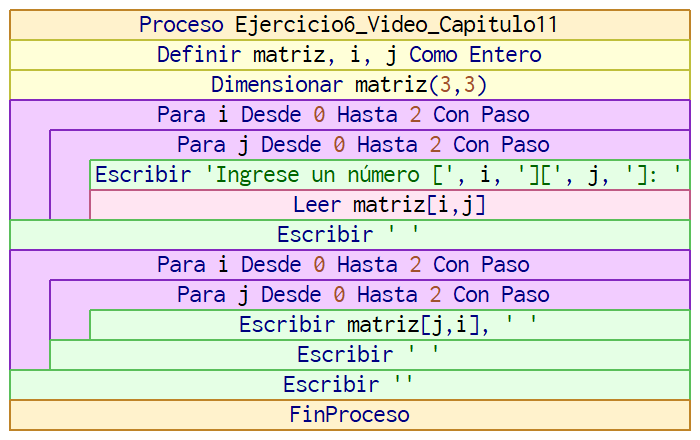 Proceso Ejercicio6_Video_Capitulo11
Definir matriz, i, j Como Entero
Dimensionar matriz(3,3)
Para i Desde 0 Hasta 2 Con Paso
Para j Desde 0 Hasta 2 Con Paso
Escribir 'Ingrese un número [', i, '][', j, ']: '
Leer matriz[i,j]
Escribir ' '
Para i Desde 0 Hasta 2 Con Paso
Para j Desde 0 Hasta 2 Con Paso
Escribir matriz[j,i], ' '
Escribir ' '
Escribir ''
FinProceso